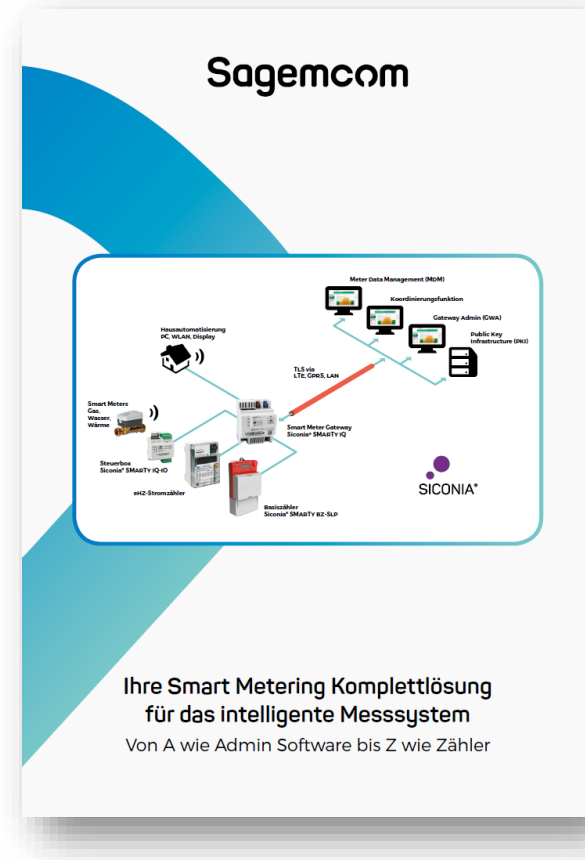 Sagemcom
Meter Data Management (MDM)
Koordinierungsfunktion
Gateway Admin (GWA)
Public Key
Infrastructure (PKI)
Hausautomatisierung
PC, WLAN, Display
TLS via
LTE, GPRS, LAN
Smart Meters
Gas,
Wasser,
Wärme
Smart Meter Gateway
Siconia® SMARTY iQ
Steuerbox
Siconia® SMARTY iQ-IO
eHZ-Stromzähler
Basiszähler
Siconia® SMARTY BZ-SLP
SICONIA®
Ihre Smart Metering Komplettlösung
für das intelligente Messsystem
Von A wie Admin Software bis Z wie Zähler